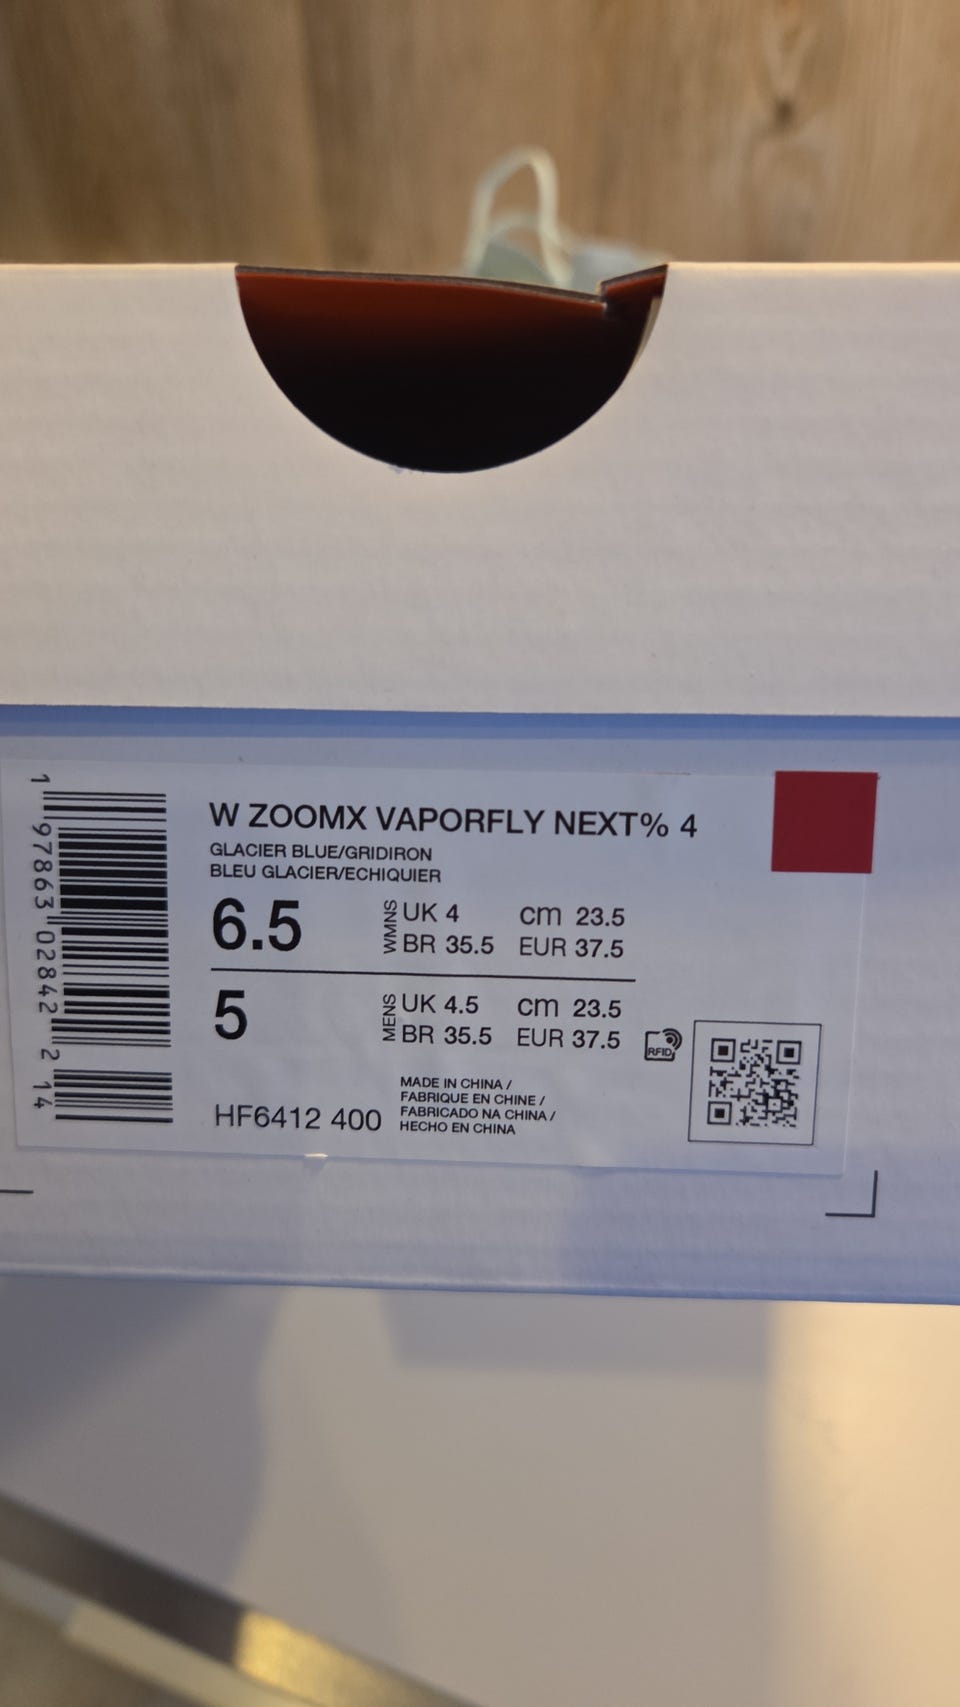 W ZOOMX VAPORFLY NEXT% 4
GLACIER BLUE/GRIDIRON
BLEU GLACIER/ECHIQUIER
6.5
WMNS
UK 4 cm 23.5
BR 35.5 EUR 37.5
5
MENS
UK 4.5 cm 23.5
BR 35.5 EUR 37.5
RFID
HF6412 400
MADE IN CHINA /
FABRIQUE EN CHINE /
FABRICADO NA CHINA /
HECHO EN CHINA
1 97863 02842 2 14